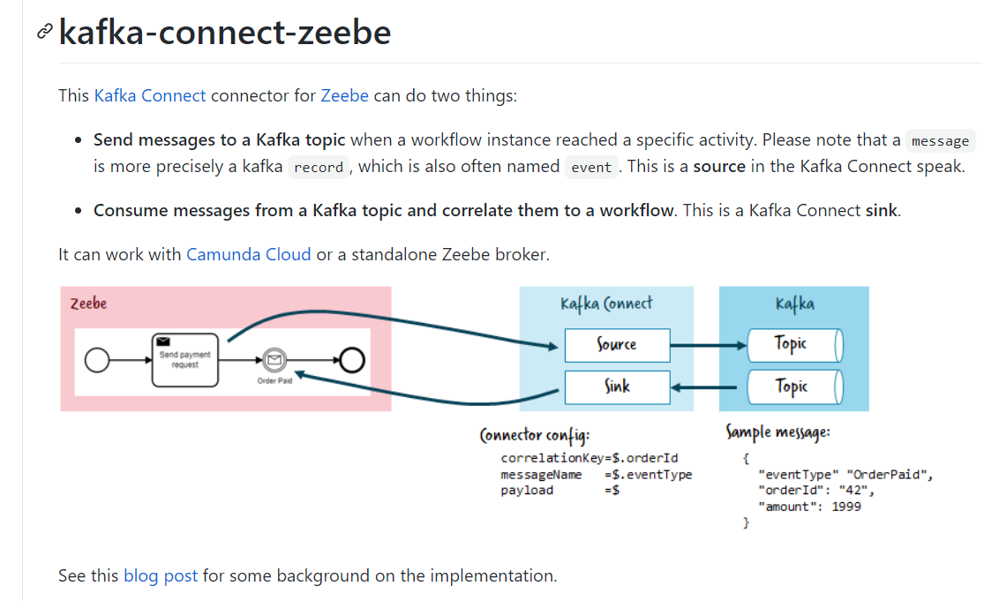 kafka-connect-zeebe
This Kafka Connect connector for Zeebe can do two things:
Send messages to a Kafka topic when a workflow instance reached a specific activity. Please note that a message
is more precisely a kafka record, which is also often named event. This is a source in the Kafka Connect speak.
Consume messages from a Kafka topic and correlate them to a workflow. This is a Kafka Connect sink.
It can work with Camunda Cloud or a standalone Zeebe broker.
Zeebe
Send payment
request
Order Paid
Kafka Connect
Source
Sink
Kafka
Topic
Topic
Connector config:
correlationKey=$.orderId
messageName =$.eventType
payload =$
Sample message:
{
"eventType" "OrderPaid",
"orderId": "42",
"amount": 1999
}
See this blog post for some background on the implementation.